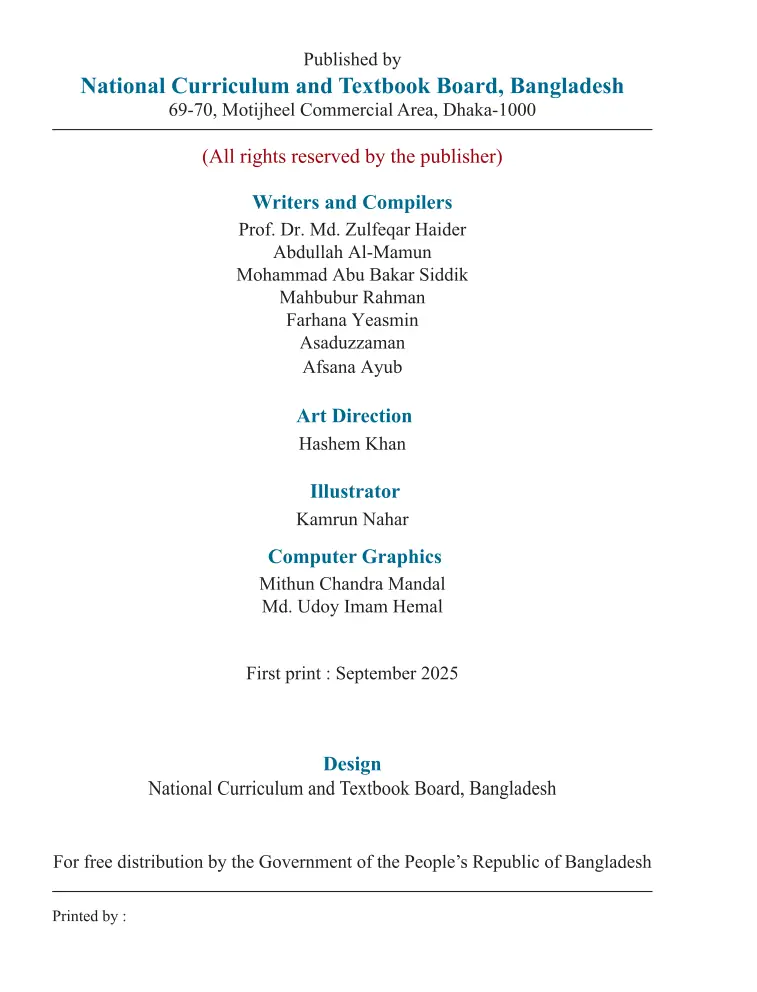 Published by
National Curriculum and Textbook Board, Bangladesh
69-70, Motijheel Commercial Area, Dhaka-1000
(All rights reserved by the publisher)
Writers and Compilers
Prof. Dr. Md. Zulfeqar Haider
Abdullah Al-Mamun
Mohammad Abu Bakar Siddik
Mahbubur Rahman
Farhana Yeasmin
Asaduzzaman
Afsana Ayub
Art Direction
Hashem Khan
Illustrator
Kamrun Nahar
Computer Graphics
Mithun Chandra Mandal
Md. Udoy Imam Hemal
First print : September 2025
Design
National Curriculum and Textbook Board, Bangladesh
For free distribution by the Government of the People’s Republic of Bangladesh
Printed by :